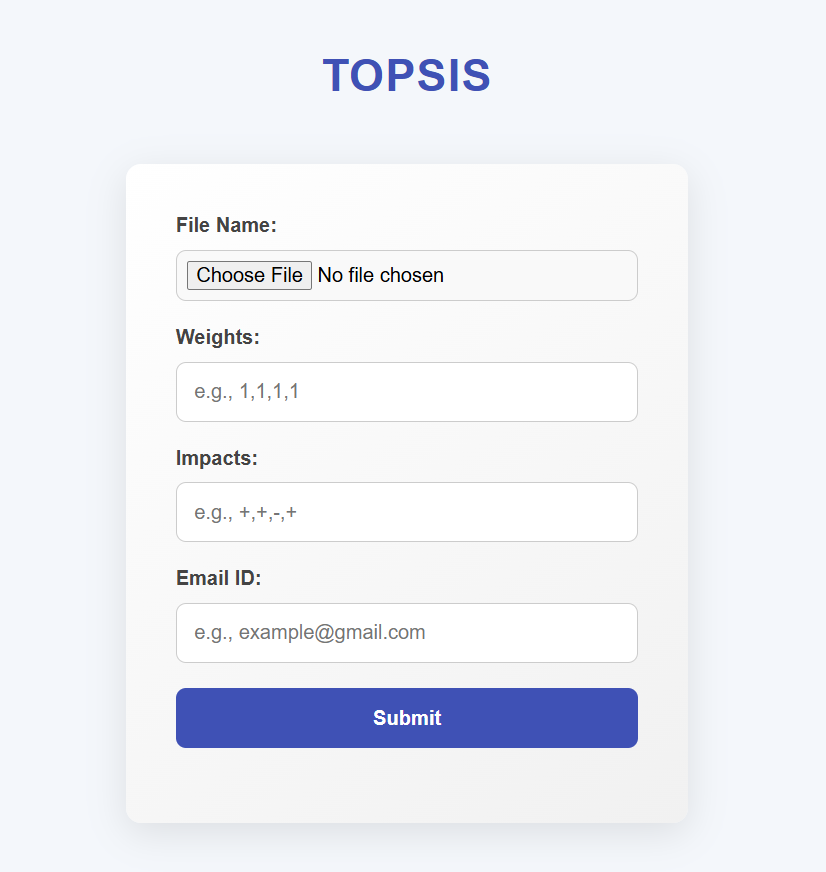 TOPSIS
File Name:
Choose File No file chosen
Weights:
e.g., 1,1,1,1
Impacts:
e.g., +,+,-,+
Email ID:
e.g., example@gmail.com
Submit